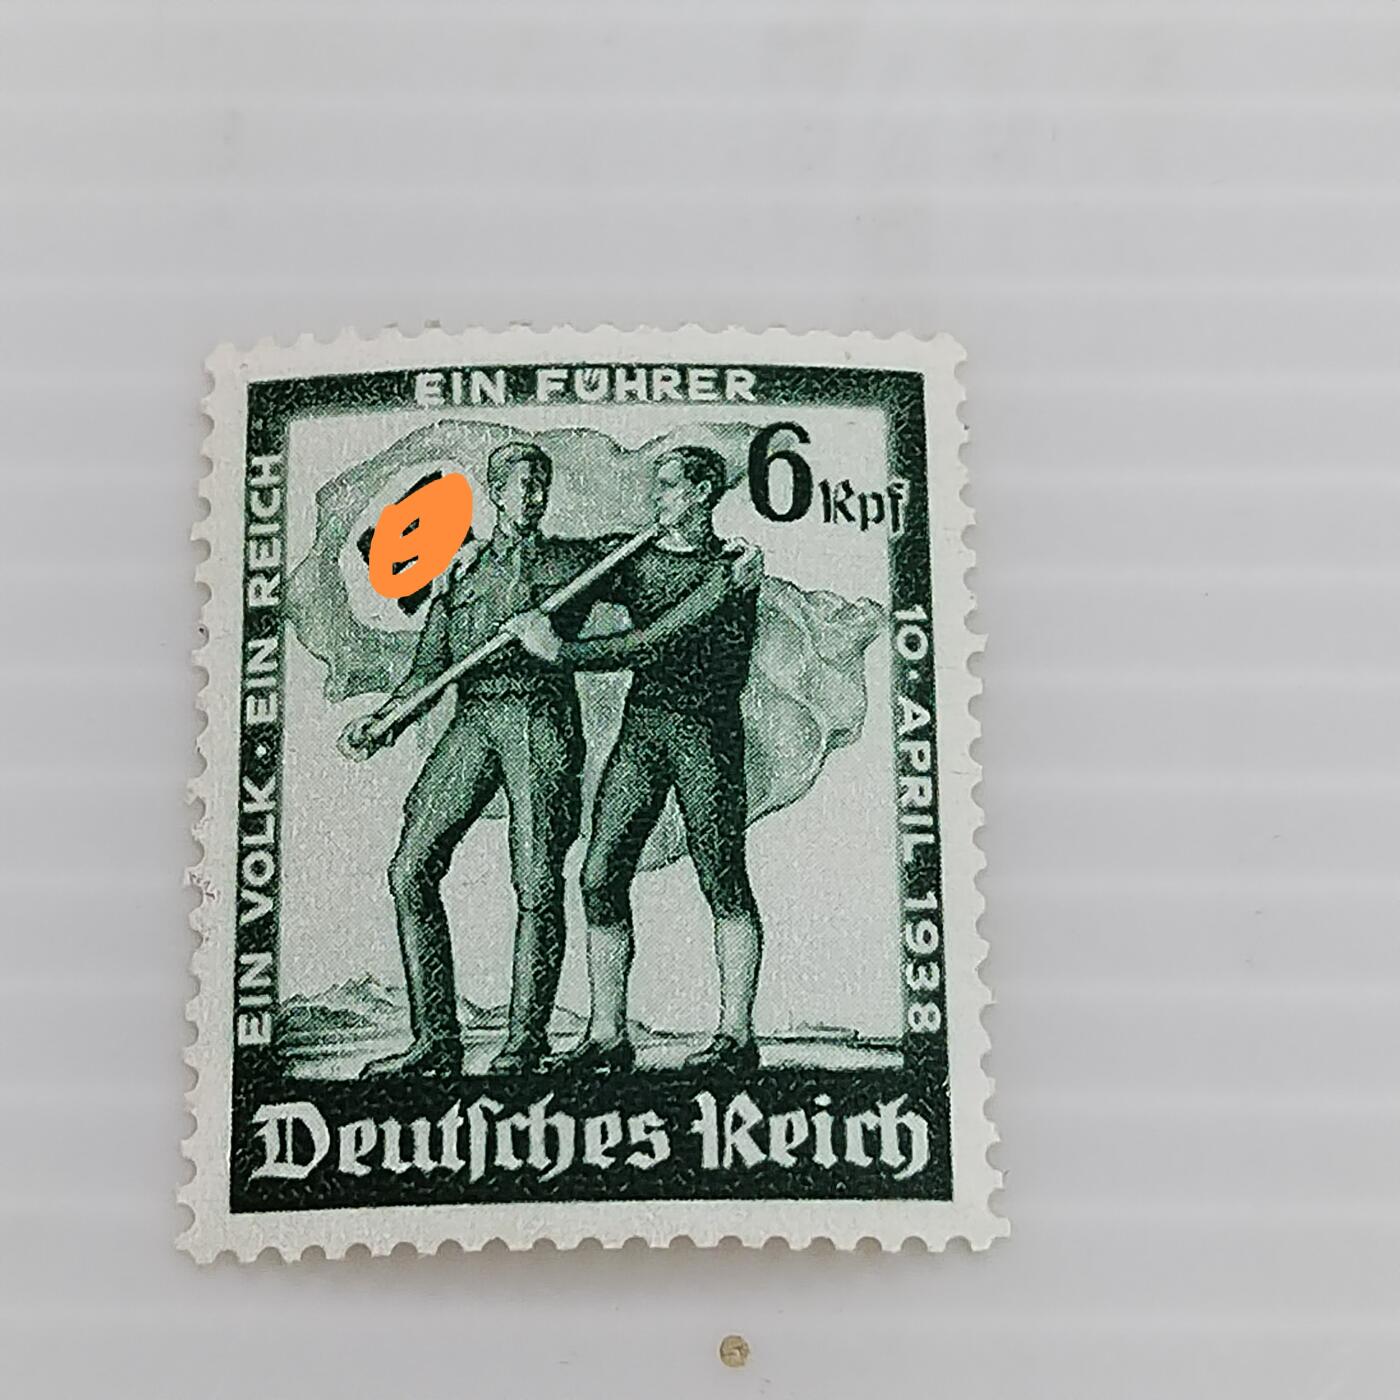 EIN FÜHRER
6 Rpf
EIN VOLK · EIN REICH
10. APRIL 1938
Deutsches Reich